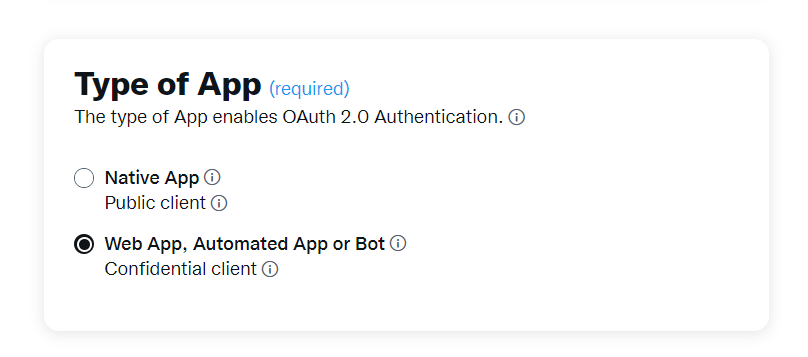 Type of App (required)
The type of App enables OAuth 2.0 Authentication.
Native App
Public client
Web App, Automated App or Bot
Confidential client